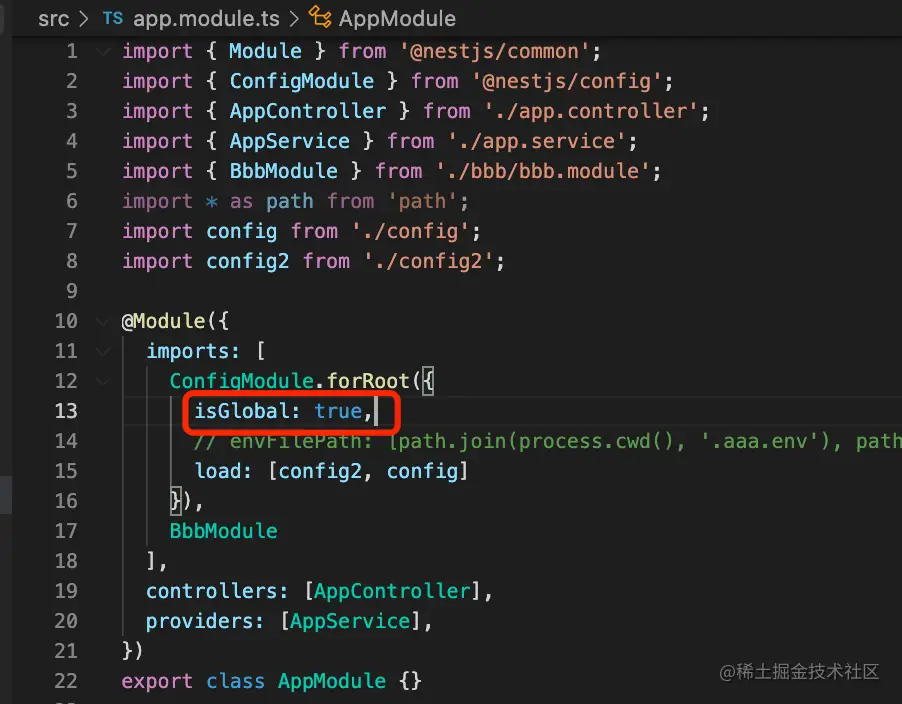 src > TS app.module.ts > AppModule
1 import { Module } from '@nestjs/common';
2 import { ConfigModule } from '@nestjs/config';
3 import { AppController } from './app.controller';
4 import { AppService } from './app.service';
5 import { BbbModule } from './bbb/bbb.module';
6 import * as path from 'path';
7 import config from './config';
8 import config2 from './config2';
9
10 @Module({
11 imports: [
12 ConfigModule.forRoot({
13 isGlobal: true,
14 // envFilePath: [path.join(process.cwd(), '.aaa.env'), path
15 load: [config2, config]
16 }),
17 BbbModule
18 ],
19 controllers: [AppController],
20 providers: [AppService],
21 })
22 export class AppModule {}
@稀土掘金技术社区